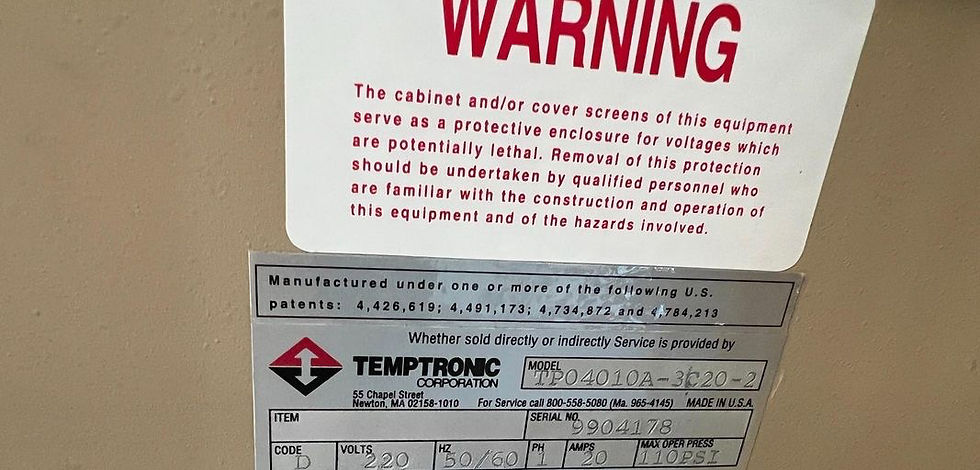 WARNING
The cabinet and/or cover screens of this equipment
serve as a protective enclosure for voltages which
are potentially lethal. Removal of this protection
should be undertaken by qualified personnel who
are familiar with the construction and operation of
this equipment and of the hazards involved.
Manufactured under one or more of the following U.S.
patents: 4,426,619; 4,491,173; 4,734,872 and 4,784,213
Whether sold directly or indirectly Service is provided by
TEMPTRONIC
CORPORATION
MODEL
TP04010A-3C20-2
55 Chapel Street
Newton, MA 02158-1010 For Service call 800-558-5080 (Ma. 965-4145) MADE IN U.S.A.
ITEM
SERIAL NO.
9904178
CODE VOLTS HZ PH AMPS MAX OPER PRESS
D 220 50/60 1 20 110PSI